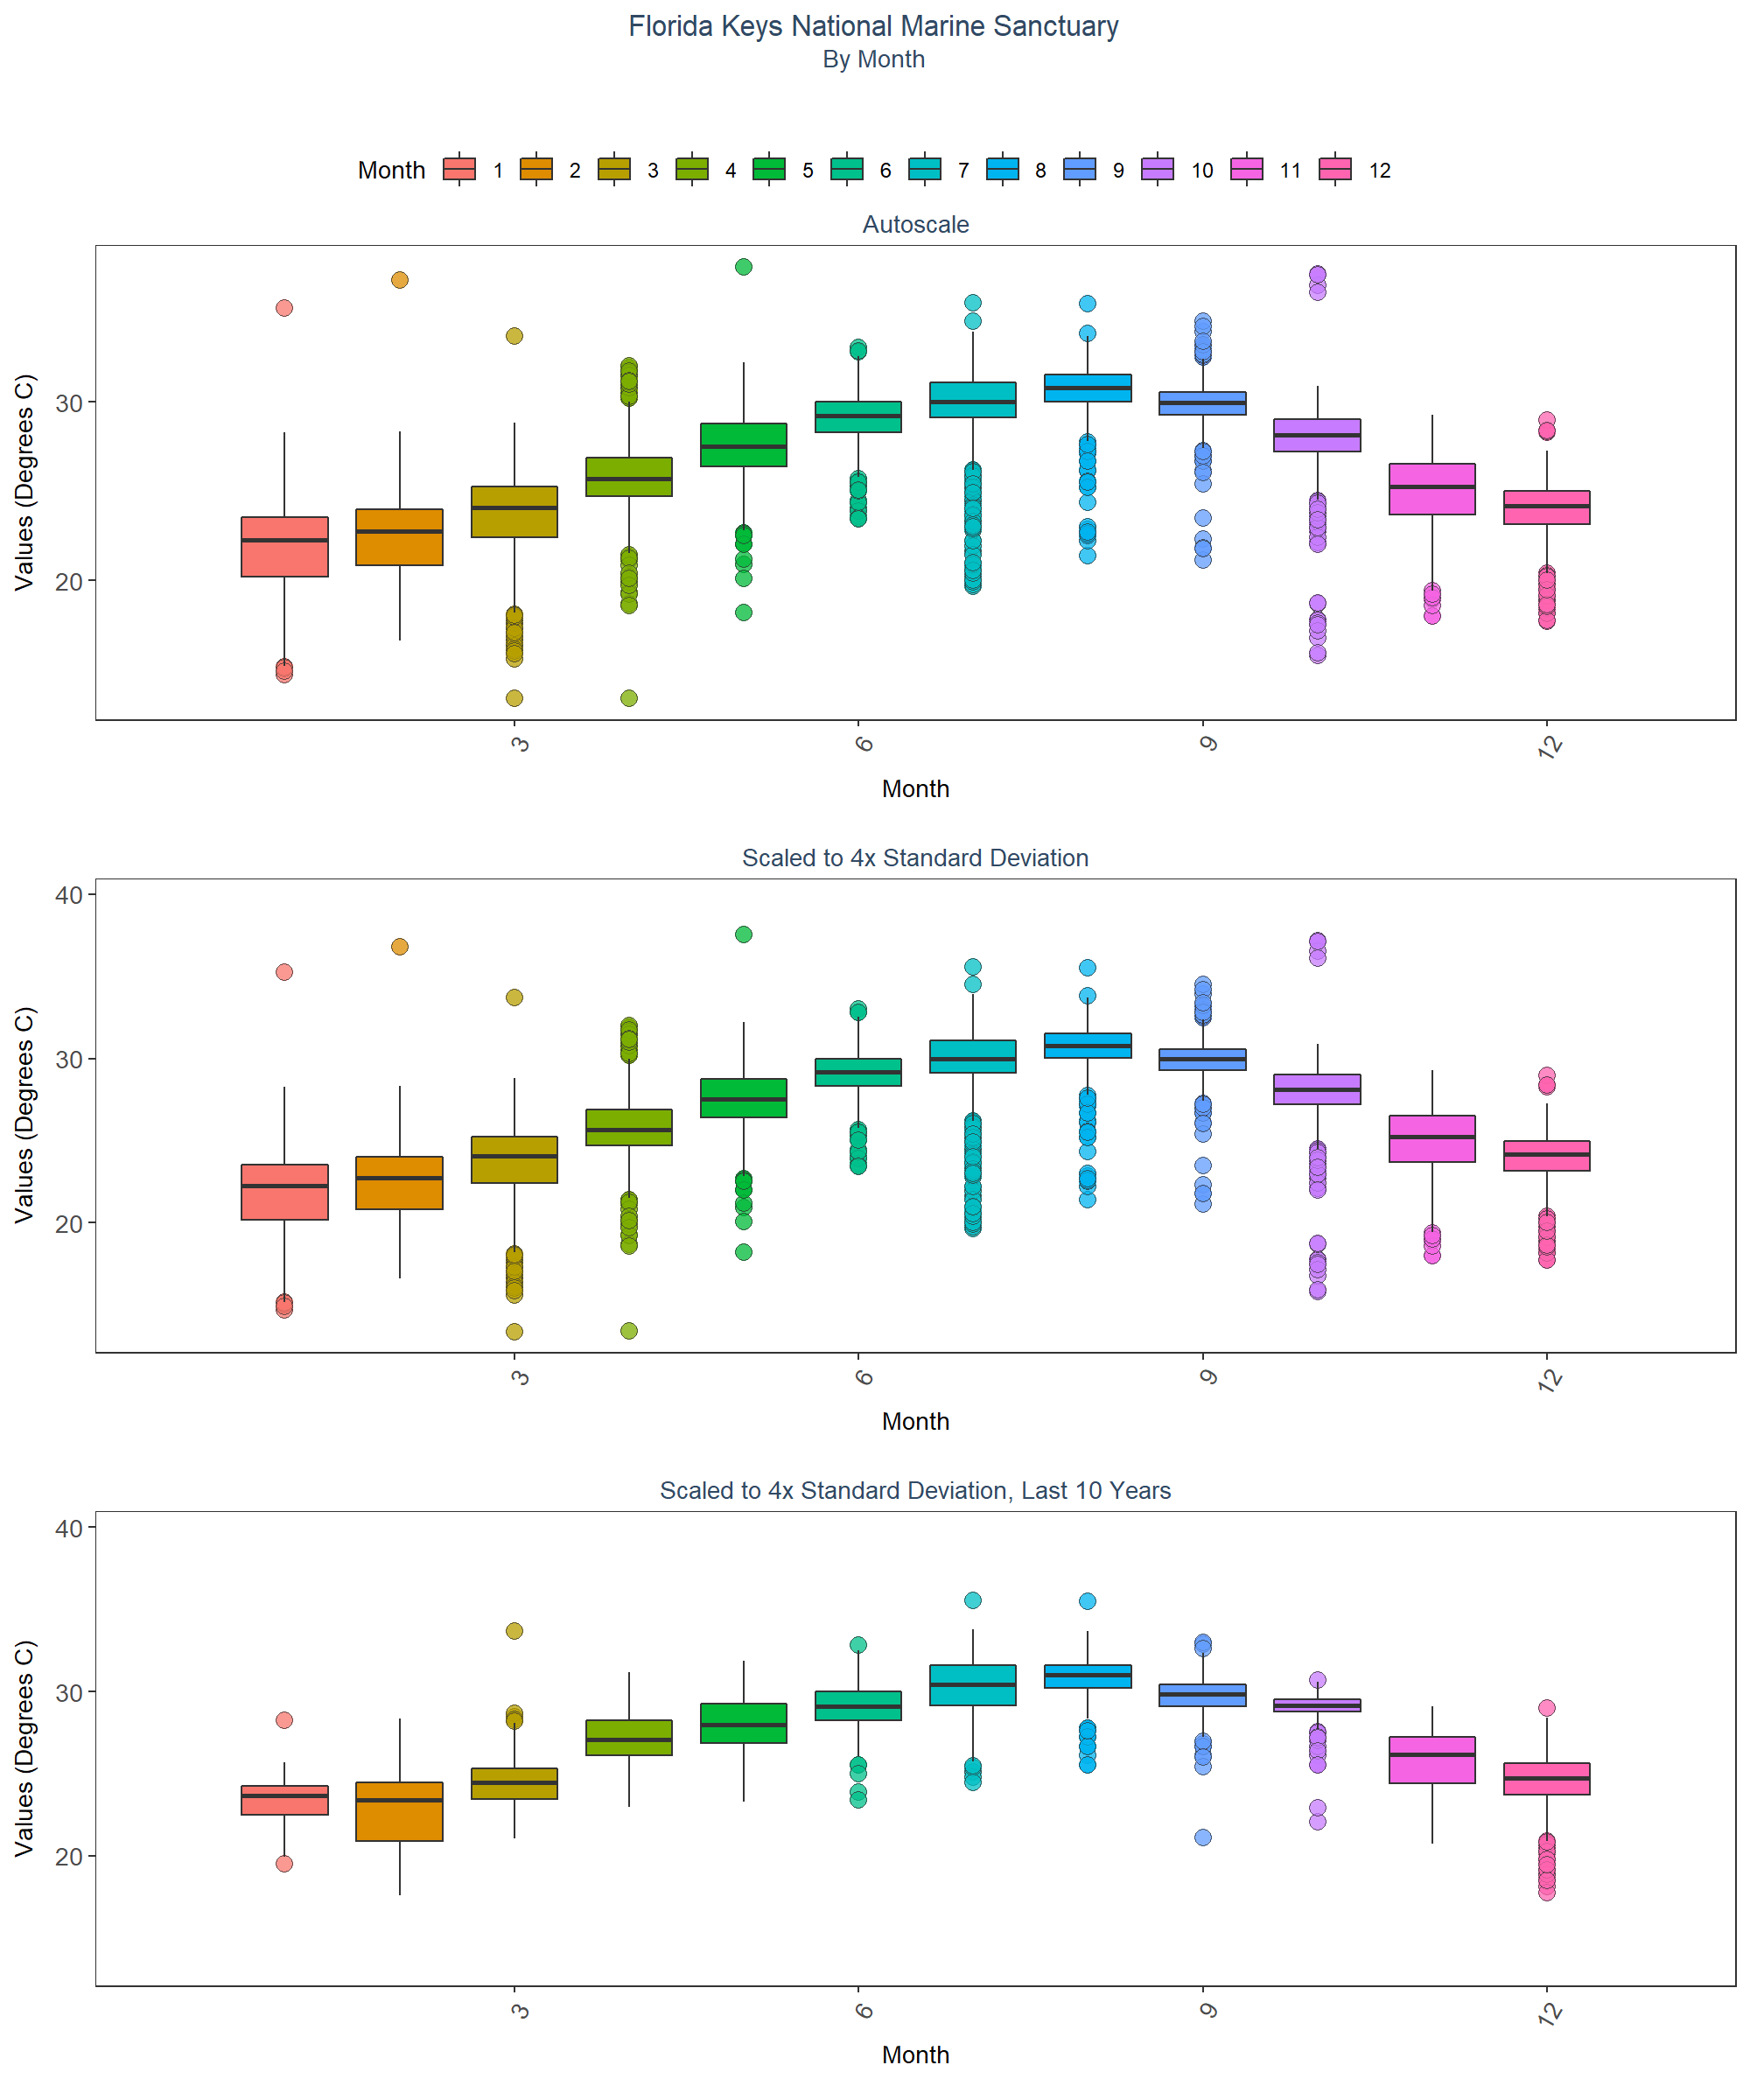 Florida Keys National Marine Sanctuary
By Month
Month 1 2 3 4 5 6 7 8 9 10 11 12
Autoscale
Values (Degrees C)
30
20
3 6 9 12
Month
Scaled to 4x Standard Deviation
Values (Degrees C)
40
30
20
3 6 9 12
Month
Scaled to 4x Standard Deviation, Last 10 Years
Values (Degrees C)
40
30
20
3 6 9 12
Month